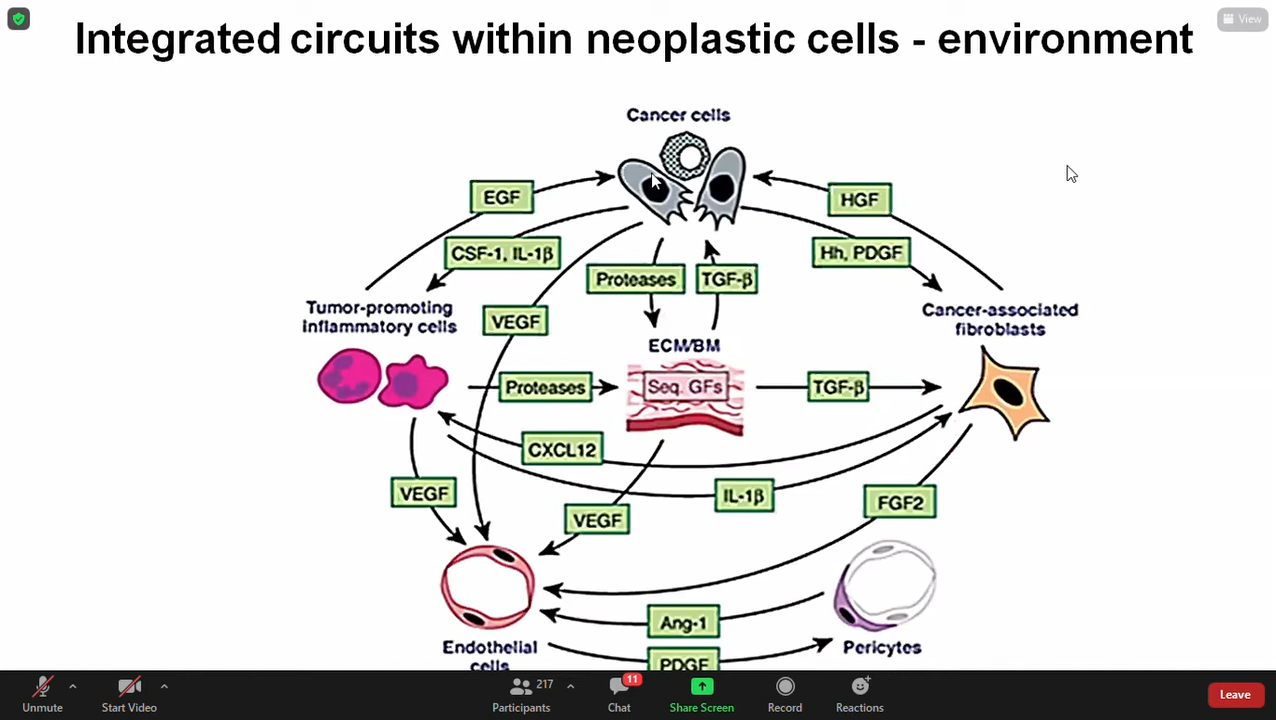 View
Integrated circuits within neoplastic cells - environment
Cancer cells
EGF
HGF
CSF-1, IL-1β
Hh, PDGF
Proteases
TGF-β
Tumor-promoting
inflammatory cells
VEGF
Cancer-associated
fibroblasts
ECM/BM
Proteases
Seq. GFs
TGF-β
CXCL12
VEGF
IL-1β
FGF2
VEGF
Ang-1
Endothelial
cells
Pericytes
PDGF
Unmute
Start Video
217
Participants
11
Chat
Share Screen
Record
Reactions
Leave